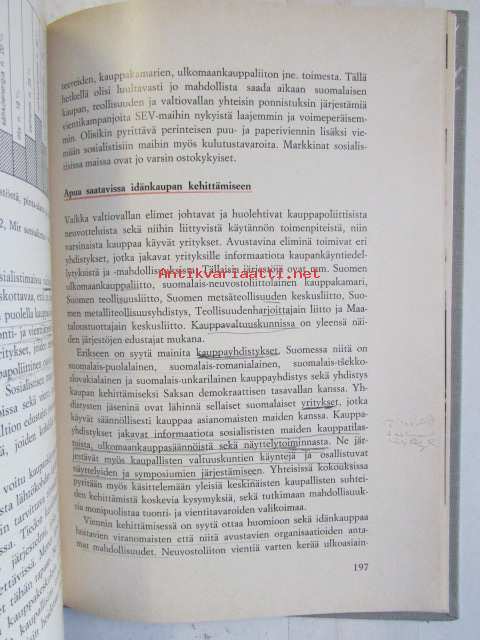 teereiden, kauppakamarien, ulkomaankauppaliiton jne. toimesta. Tällä
hetkellä olisi luultavasti jo mahdollista saada aikaan suomalaisen
kaupan, teollisuuden ja valtiovallan yhteisin ponnistuksin järjestämiä
vientikampanjoita SEV-maihin nykyistä laajemmin ja voimeperäisem-
min. Olisikin pyrittävä perinteisen puu- ja paperiviennin lisäksi vie-
mään sosialistisiin maihin myös kulutustavaroita. Markkinat sosialis-
tisissa maissa ovat jo varsin ostokykyiset.
Apua saatavissa idänkaupan kehittämiseen
Vaikka valtiovallan elimet johtavat ja huolehtivat kauppapoliittisista
neuvotteluista sekä niihin liittyvistä käytännön toimenpiteistä, niin
varsinaista kauppaa käyvät yritykset. Avustavina eliminä toimivat eri
yhdistykset, jotka jakavat yrityksille informaatiota kaupankäyntiedel-
lytyksistä ja -mahdollisuuksista. Tällaisia järjestöjä ovat mm. Suomen
ulkomaankauppaliitto, suomalais-neuvostoliittolainen kauppakamari,
Suomen teollisuusliitto, Suomen metsäteollisuuden keskusliitto, Suo-
men metalliteollisuusyhdistys, Teollisuudenharjoittajain liitto ja Maa-
taloustuottajain keskusliitto. Kauppavaltuuskunnissa on yleensä näi-
den järjestöjen edustajat mukana.
Erikseen on syytä mainita kauppayhdistykset. Suomessa niitä on
suomalais-puolalainen, suomalais-romanialainen, suomalais-tšekko-
slovakialainen ja suomalais-unkarilainen kauppayhdistys sekä yhdistys
kaupan kehittämiseksi Saksan demokraattisen tasavallan kanssa. Yh-
distysten jäseninä ovat lähinnä sellaiset suomalaiset yritykset, jotka
käyvät säännöllisesti kauppaa asianomaisten maiden kanssa. Kauppa-
yhdistykset jakavat informaatiota sosialististen maiden kauppatilas-
toista, ulkomaankauppasäännöistä sekä näyttelytoiminnasta. Ne jär-
jestävät myös kaupallisten valtuuskuntien käyntejä ja osallistuvat
näyttelyiden ja symposiumien järjestämiseen. Yhteisissä kokouksissa
pyritään myös käsittelemään yleisiä keskinäisten kaupallisten suhtei-
den kehittämistä koskevia kysymyksiä, sekä tutkimaan mahdollisuuk-
sia monipuolistaa tuonti- ja vientitavaroiden valikoimaa.
Viennin kehittämisessä on syytä ottaa huomioon sekä idänkauppaa
hoitavien viranomaisten että niitä avustavien organisaatioiden anta-
mat mahdollisuudet. Neuvostoliiton vientiä varten kerää ulkoasiain-
197
Antikvariaatti.net